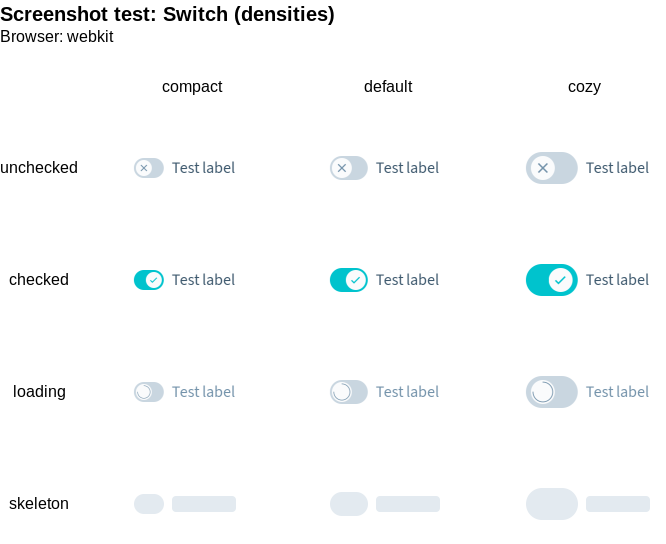 Screenshot test: Switch (densities)
Browser: webkit
compact default cozy
unchecked Test label Test label Test label
checked Test label Test label Test label
loading Test label Test label Test label
skeleton